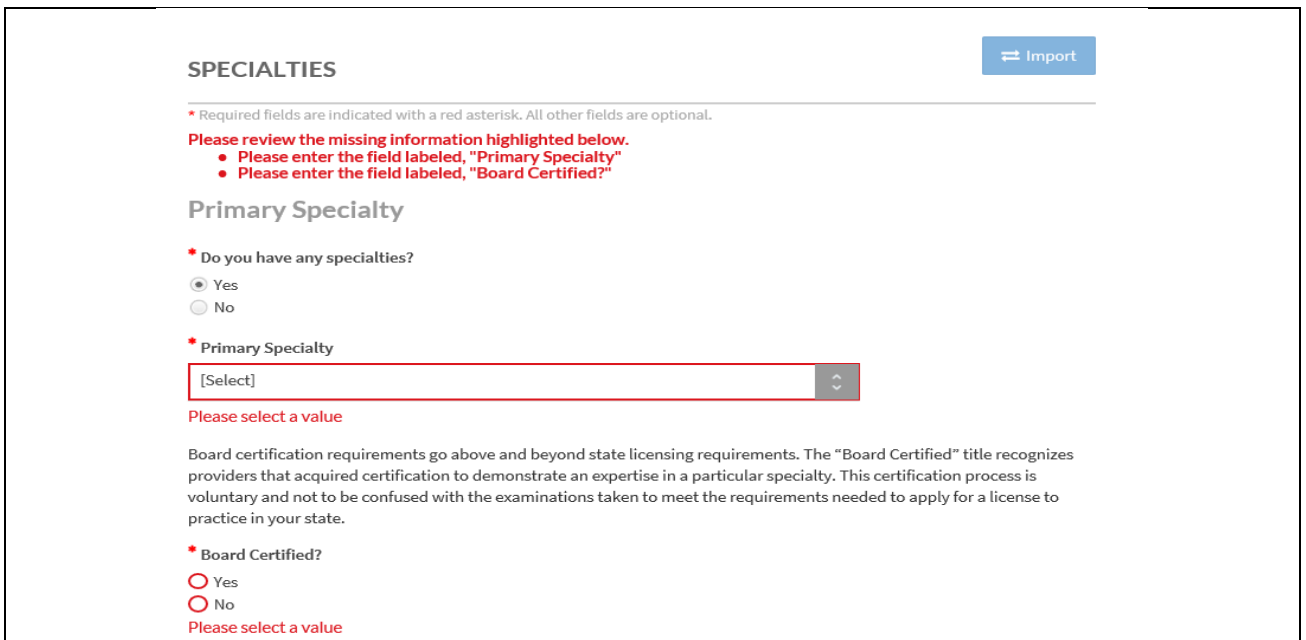 Import
SPECIALTIES
* Required fields are indicated with a red asterisk. All other fields are optional.
Please review the missing information highlighted below.
• Please enter the field labeled, "Primary Specialty"
• Please enter the field labeled, "Board Certified?"
Primary Specialty
* Do you have any specialties?
Yes
No
* Primary Specialty
[Select]
Please select a value
Board certification requirements go above and beyond state licensing requirements. The “Board Certified” title recognizes
providers that acquired certification to demonstrate an expertise in a particular specialty. This certification process is
voluntary and not to be confused with the examinations taken to meet the requirements needed to apply for a license to
practice in your state.
* Board Certified?
Yes
No
Please select a value